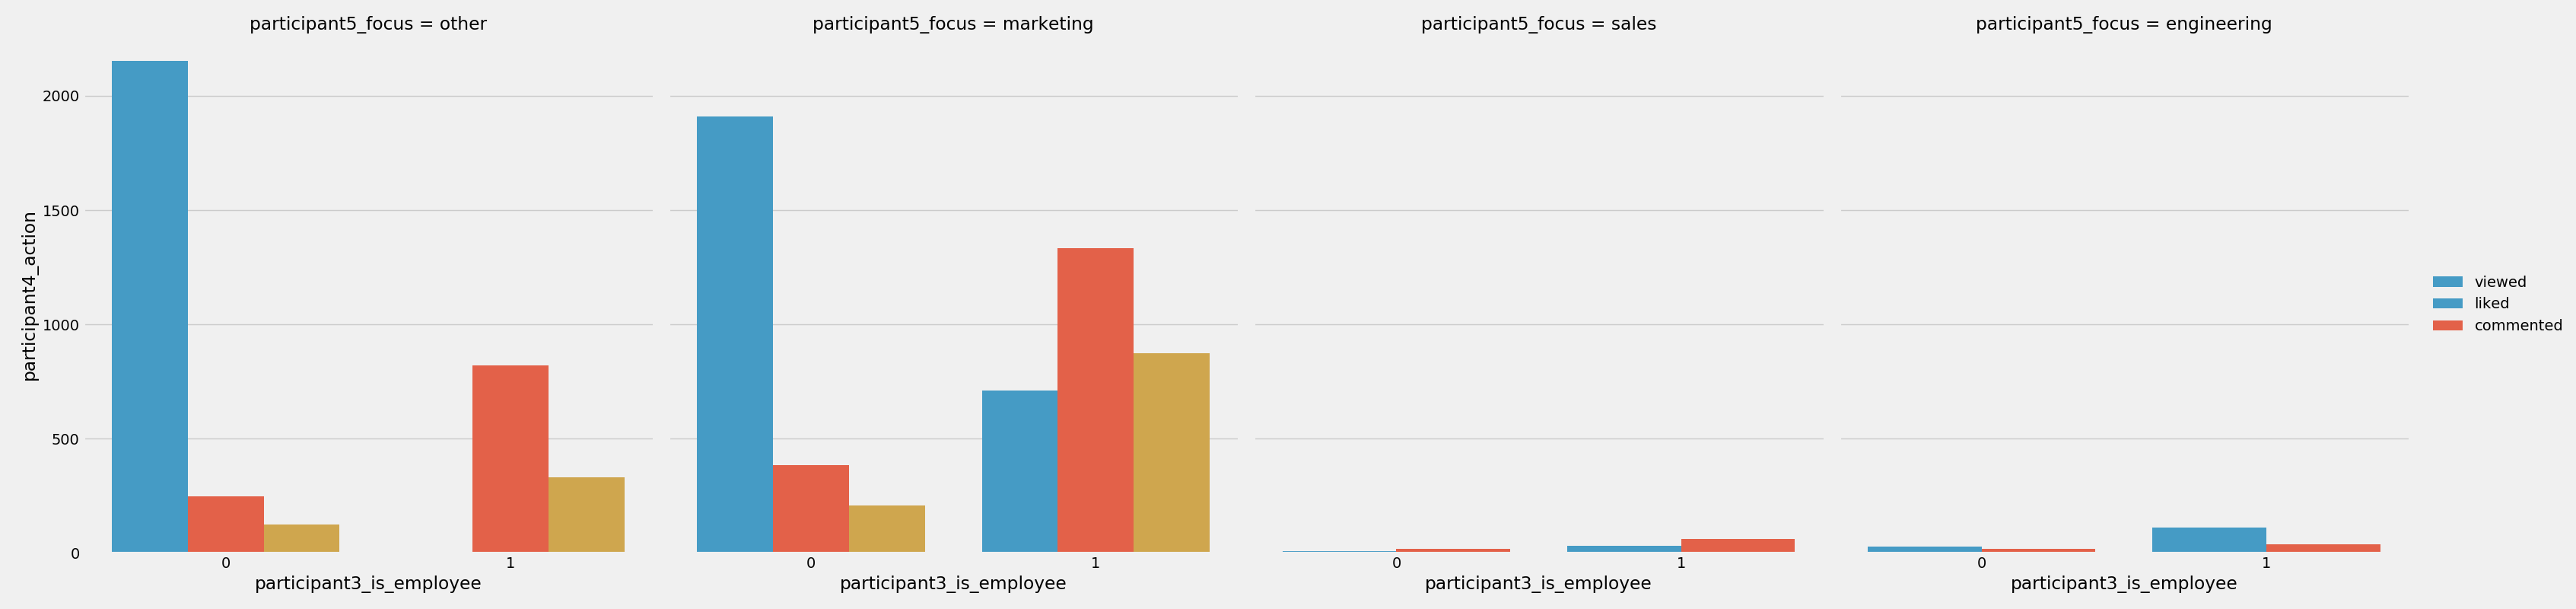 participant5_focus = other
participant5_focus = marketing
participant5_focus = sales
participant5_focus = engineering
participant4_action
2000
1500
1000
500
0
0 1
0 1
0 1
0 1
participant3_is_employee
participant3_is_employee
participant3_is_employee
participant3_is_employee
viewed
liked
commented